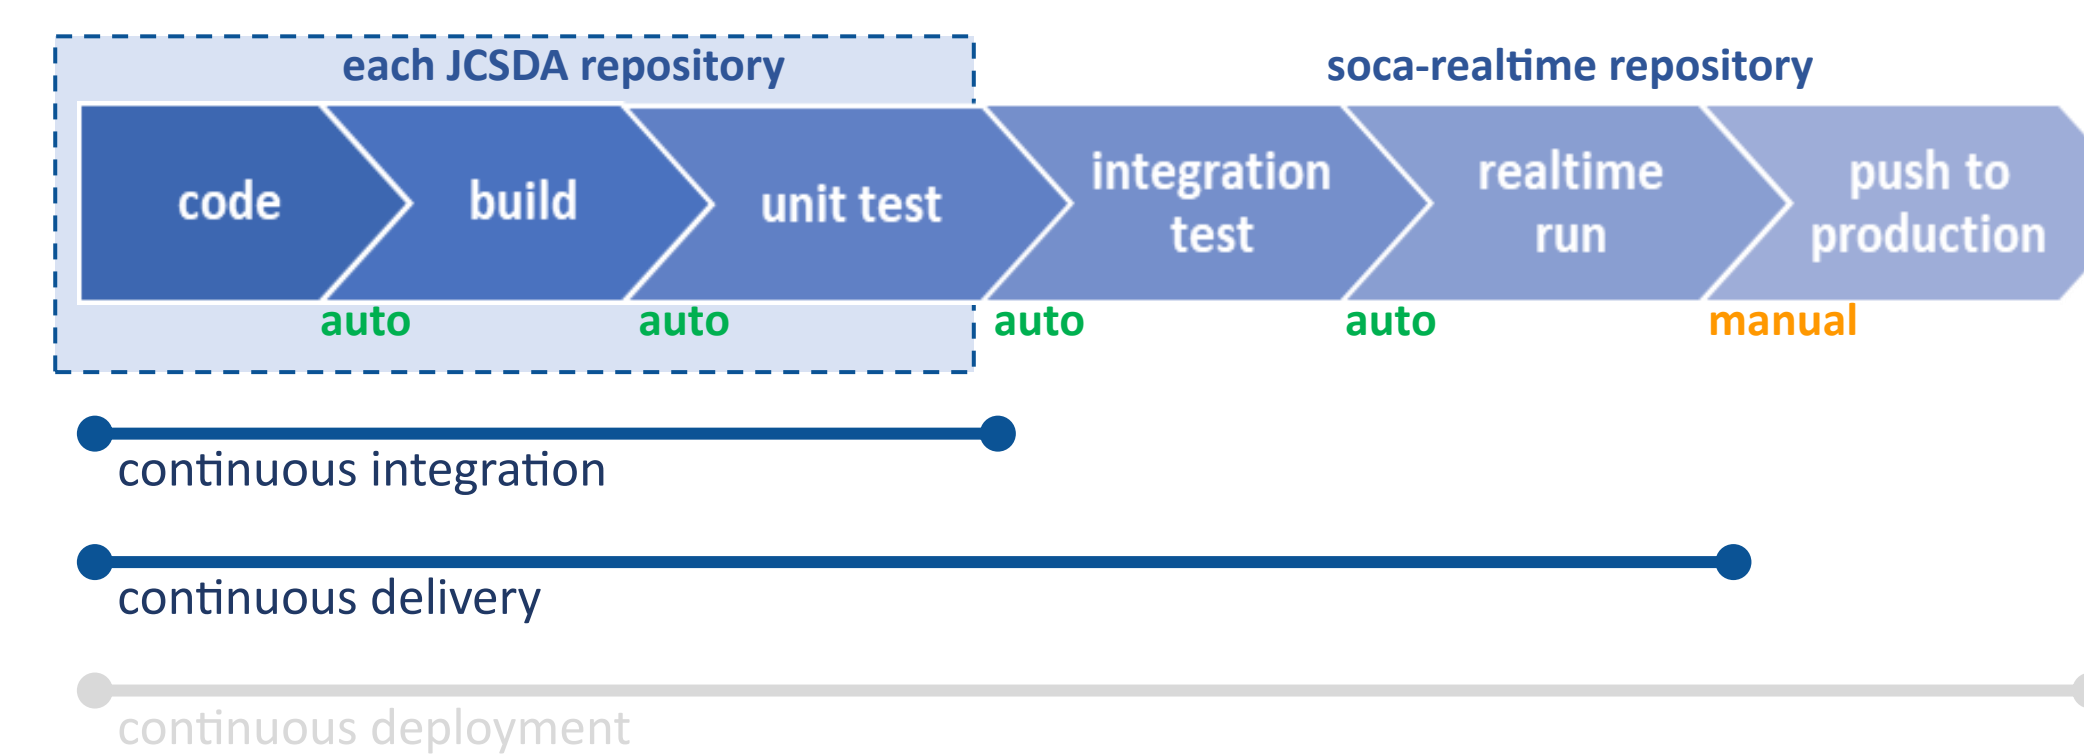 each JCSDA repository
soca-realtime repository
code
build
unit test
integration
test
realtime
run
push to
production
auto
auto
auto
auto
manual
continuous integration
continuous delivery
continuous deployment